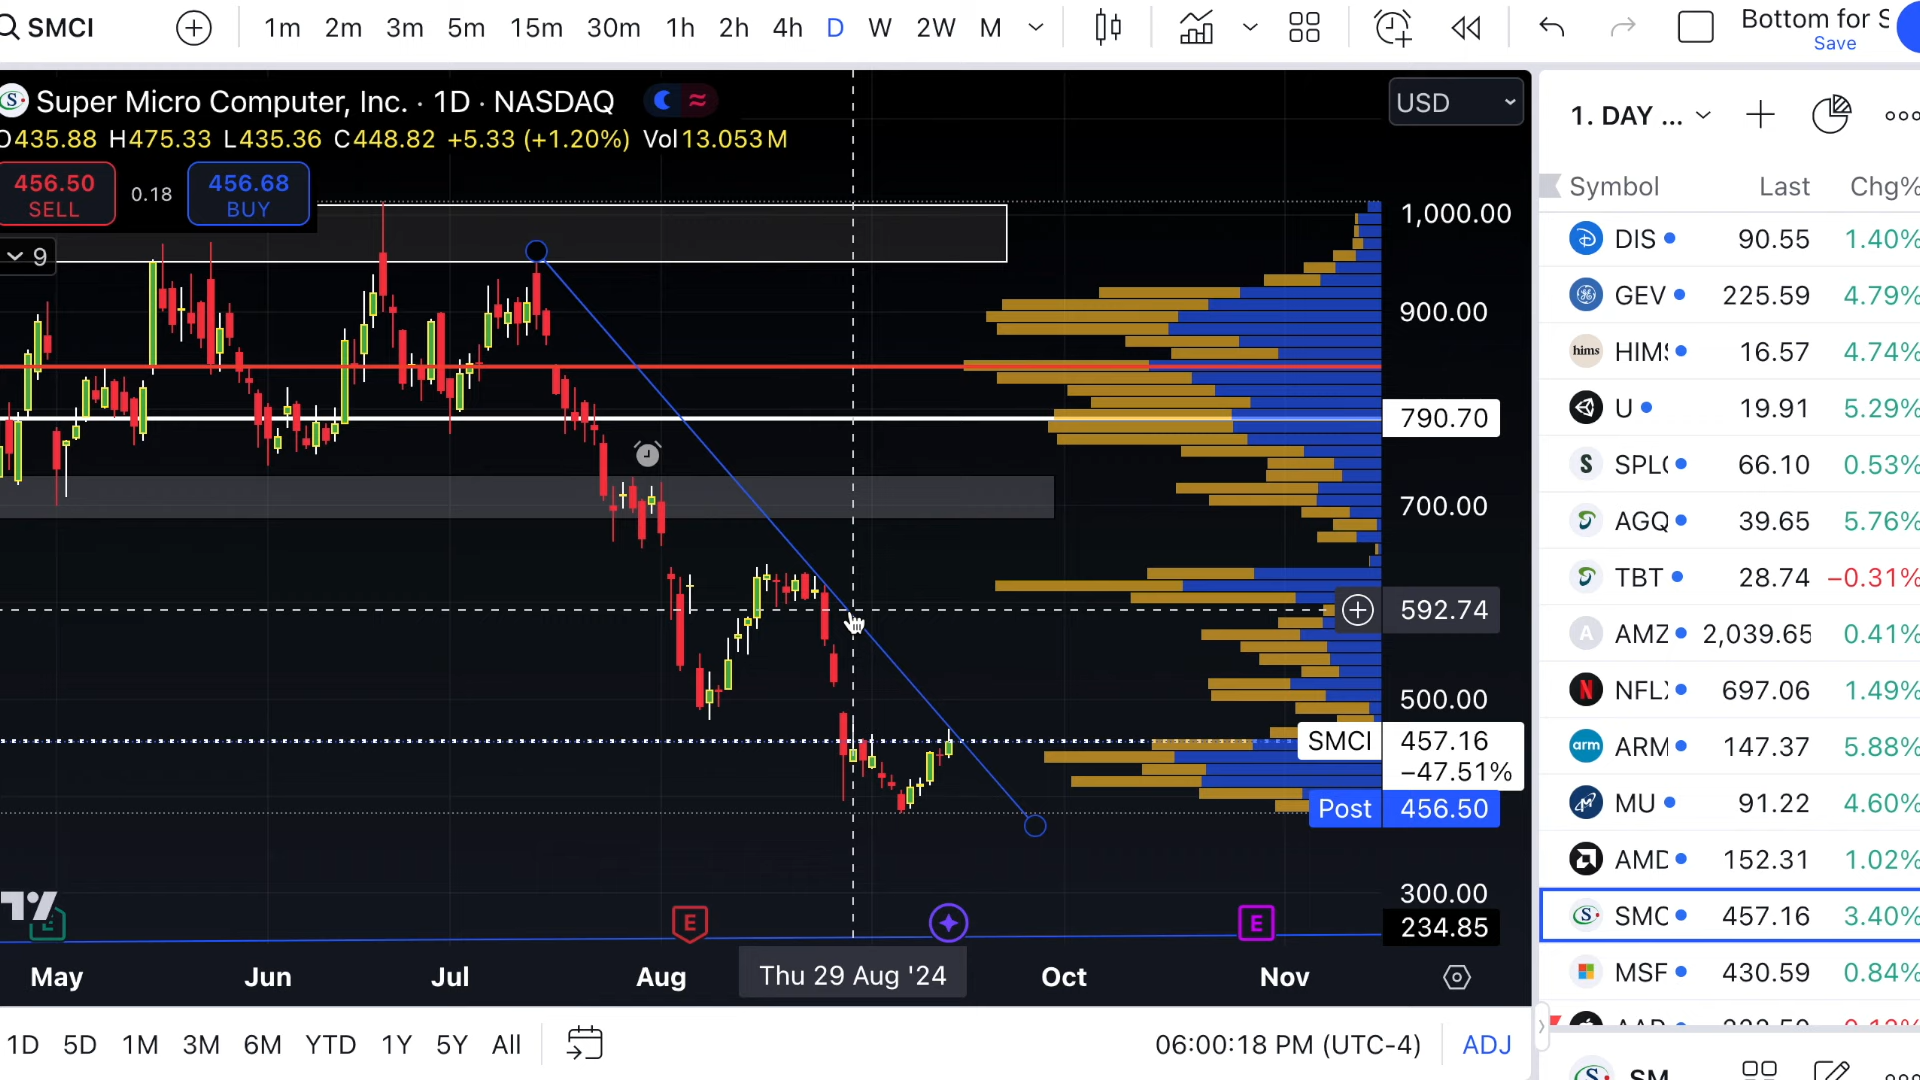 SMCI
1m 2m 3m 5m 15m 30m 1h 2h 4h D W 2W M
Bottom for S
Save
Super Micro Computer, Inc. · 1D · NASDAQ
O435.88 H475.33 L435.36 C448.82 +5.33 (+1.20%) Vol13.053M
456.50
SELL
0.18
456.68
BUY
9
USD
1,000.00
900.00
790.70
700.00
592.74
500.00
SMCI 457.16
−47.51%
Post 456.50
300.00
234.85
E
E
E
May Jun Jul Aug Thu 29 Aug '24 Oct Nov
1D 5D 1M 3M 6M YTD 1Y 5Y All
06:00:18 PM (UTC-4) ADJ
1. DAY ...
Symbol Last Chg%
DIS 90.55 1.40%
GEV 225.59 4.79%
hims HIMS 16.57 4.74%
U 19.91 5.29%
S SPLG 66.10 0.53%
AGQ 39.65 5.76%
TBT 28.74 −0.31%
A AMZ 2,039.65 0.41%
N NFLX 697.06 1.49%
arm ARM 147.37 5.88%
MU 91.22 4.60%
AMD 152.31 1.02%
S SMC 457.16 3.40%
MSF 430.59 0.84%